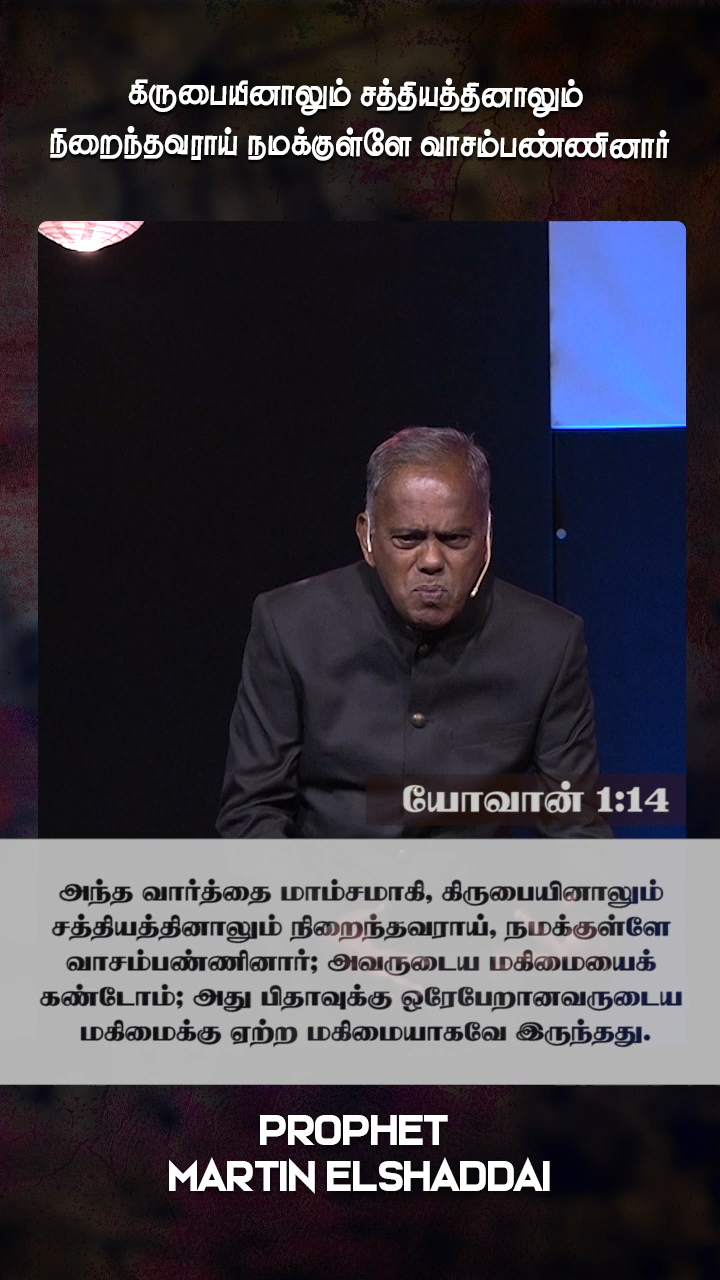 கிருபையினாலும் சத்தியத்தினாலும்
நிறைந்தவராய் நமக்குள்ளே வாசம்பண்ணினார்
யோவான் 1:14
அந்த வார்த்தை மாம்சமாகி, கிருபையினாலும்
சத்தியத்தினாலும் நிறைந்தவராய், நமக்குள்ளே
வாசம்பண்ணினார்; அவருடைய மகிமையைக்
கண்டோம்; அது பிதாவுக்கு ஒரேபேறானவருடைய
மகிமைக்கு ஏற்ற மகிமையாகவே இருந்தது.
PROPHET
MARTIN ELSHADDAI